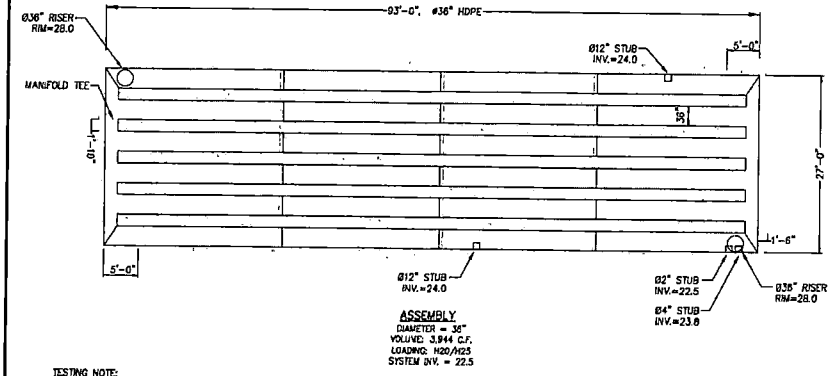 93'-0", Ø36" HDPE
Ø36" RISER
RIM=28.0
Ø12" STUB
INV.=24.0
5'-0"
MANIFOLD TEE
36"
1'-10"
27'-0"
1'-6"
5'-0"
Ø12" STUB
INV.=24.0
Ø2" STUB
INV.=22.5
Ø4" STUB
INV.=23.8
Ø36" RISER
RIM=28.0
ASSEMBLY
DIAMETER = 36"
VOLUME: 3,944 C.F.
LOADING: H20/H25
SYSTEM INV. = 22.5
TESTING NOTE: